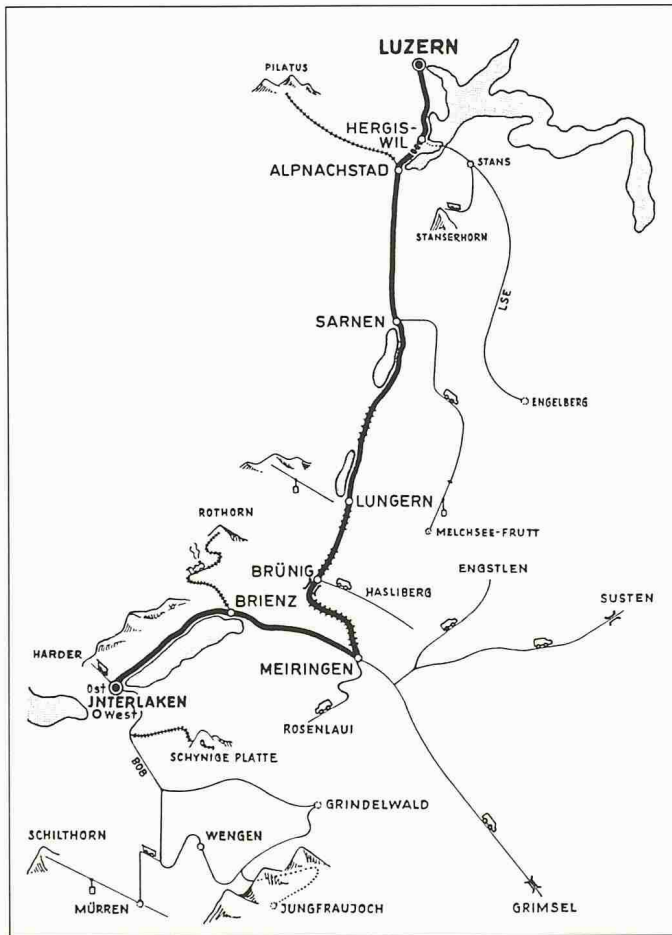 LUZERN
PILATUS
HERGIS-
WIL
ALPNACHSTAD
STANS
STANSERHORN
LSE
SARNEN
ENGELBERG
LUNGERN
ROTHORN
MELCHSEE-FRUTT
BRÜNIG
ENGSTLEN
HASLIBERG
BRIENZ
SUSTEN
HARDER
MEIRINGEN
Ost
JNTERLAKEN
West
ROSENLAUI
SCHYNIGE PLATTE
BOB
GRINDELWALD
SCHILTHORN
WENGEN
MÜRREN
JUNGFRAUJOCH
GRIMSEL